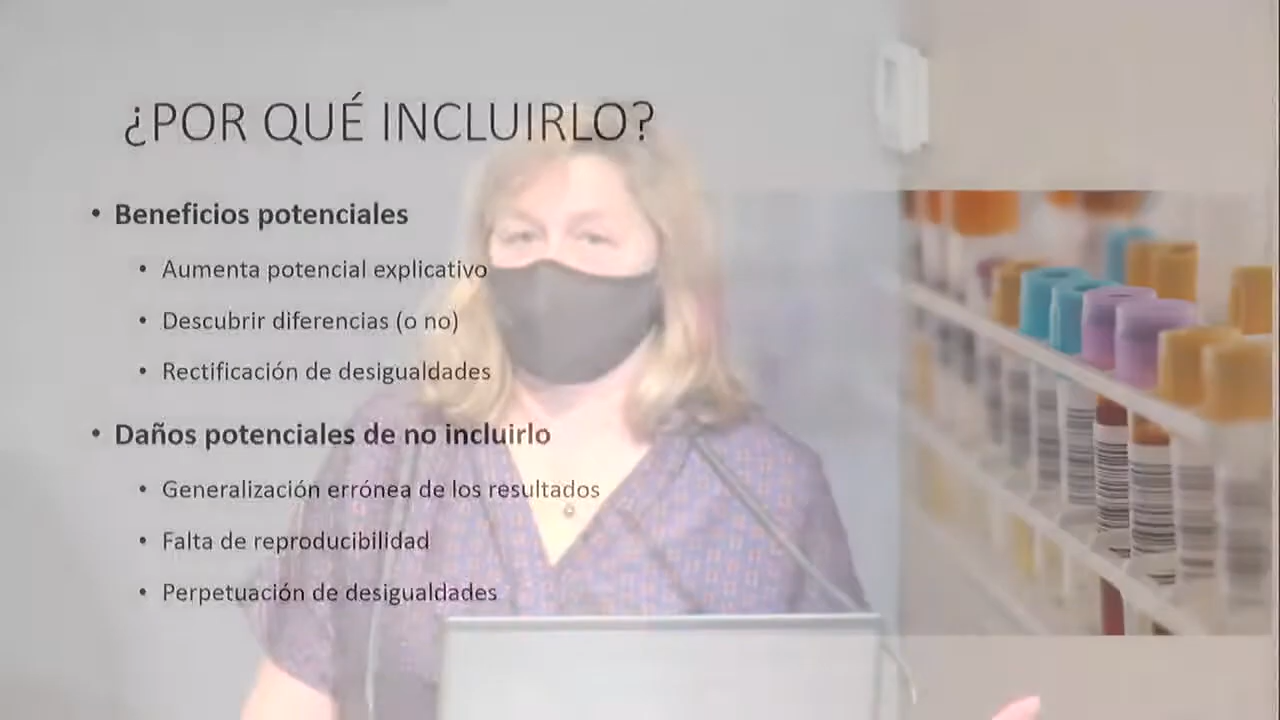 ¿POR QUÉ INCLUIRLO?
• Beneficios potenciales
• Aumenta potencial explicativo
• Descubrir diferencias (o no)
• Rectificación de desigualdades
• Daños potenciales de no incluirlo
• Generalización errónea de los resultados
• Falta de reproducibilidad
• Perpetuación de desigualdades